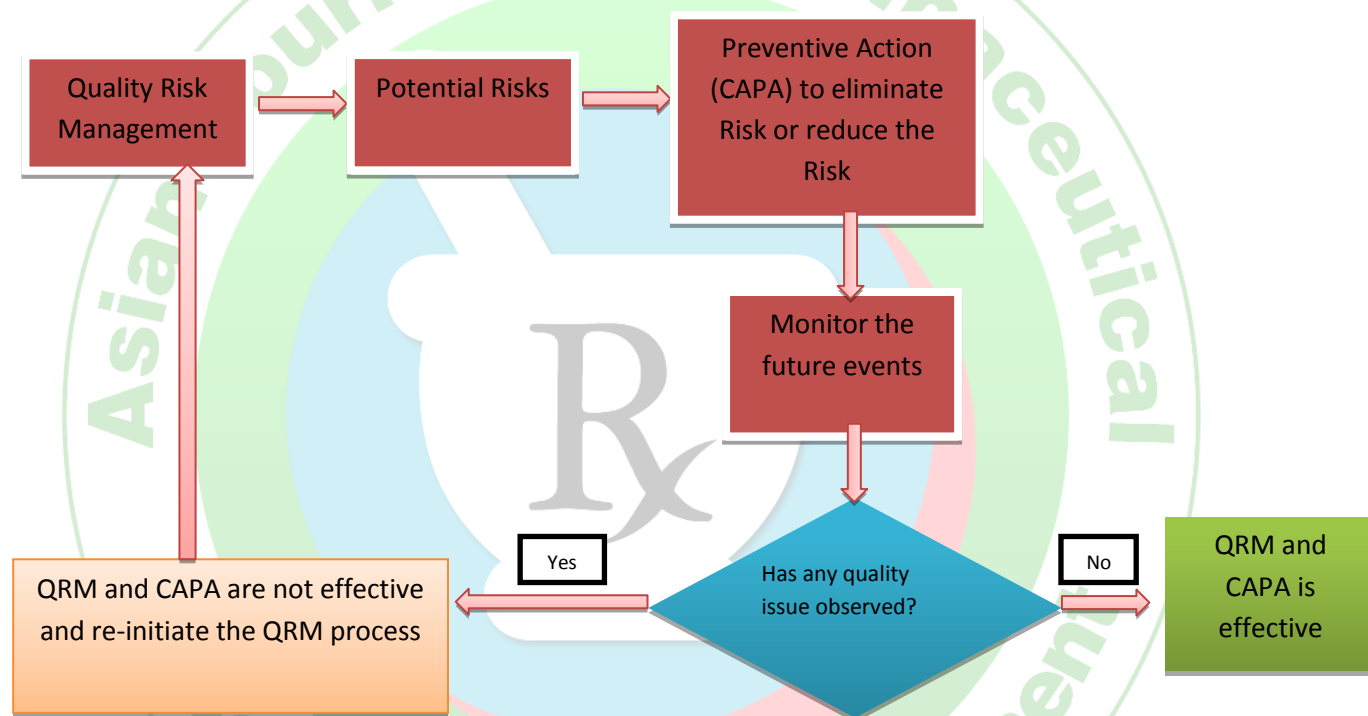 Quality Risk
Management
Potential Risks
Preventive Action
(CAPA) to eliminate
Risk or reduce the
Risk
Monitor the
future events
Has any quality
issue observed?
Yes
No
QRM and CAPA are not effective
and re-initiate the QRM process
QRM and
CAPA is
effective
Asian
Rx